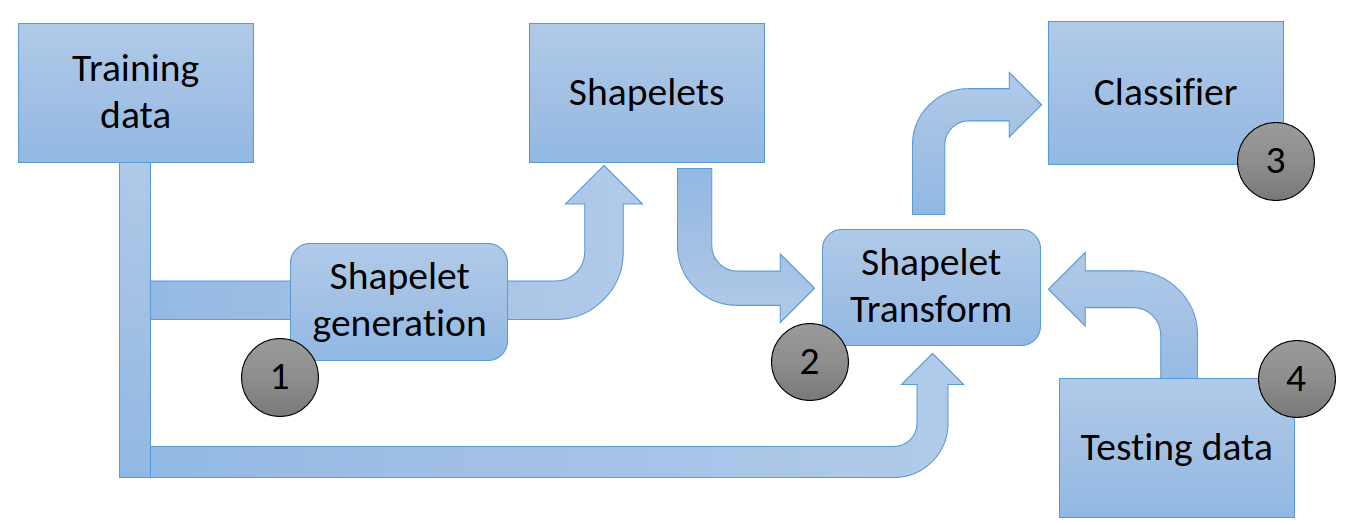 Training
data
Shapelets
Classifier
3
Shapelet
generation
1
Shapelet
Transform
2
4
Testing data